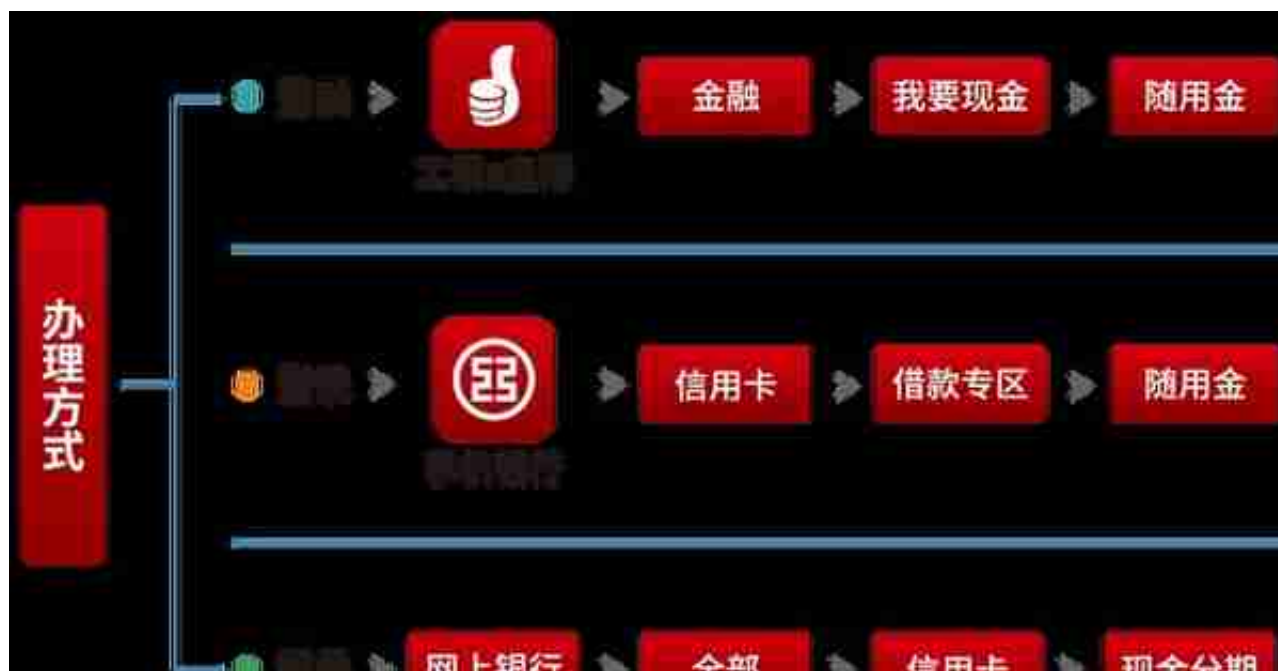 办理方式
金融
我要现金
随用金
信用卡
借款专区
随用金
网上银行
全部
信用卡
现金分期